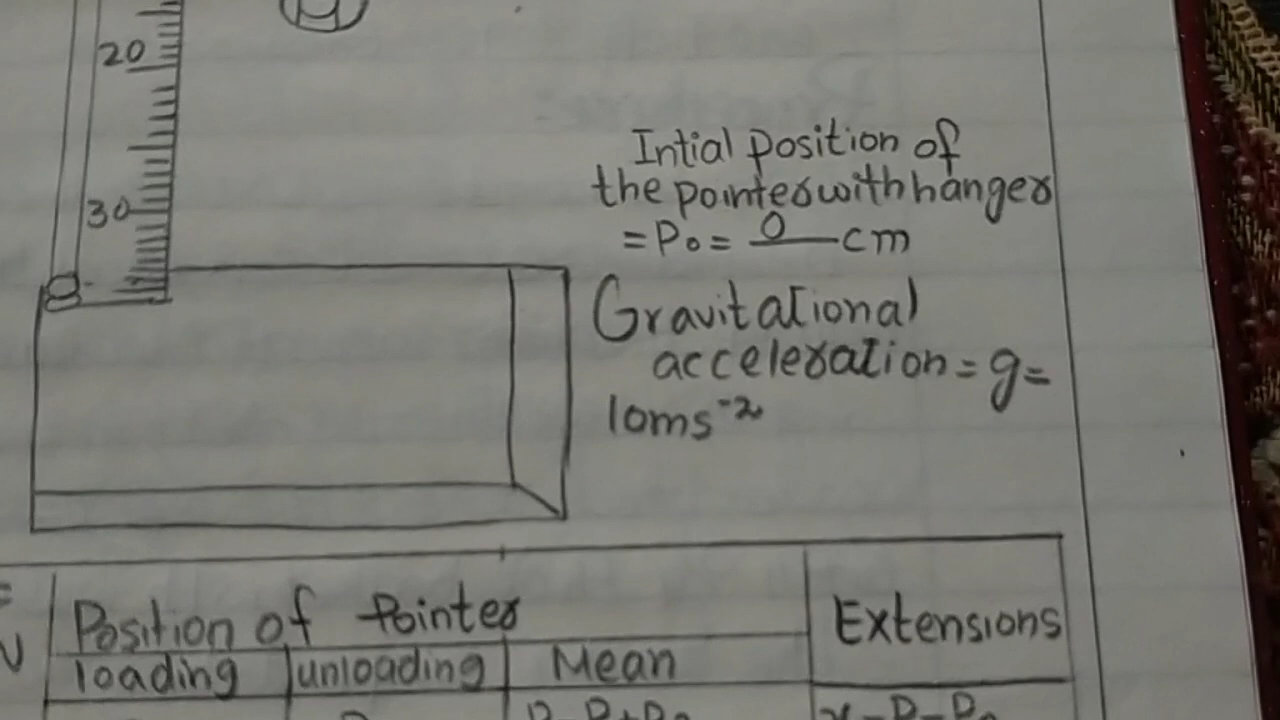 20
30
Intial position of
the pointer with hanger
= P₀ = 0 cm
Gravitational
acceleration = g =
10ms⁻²
Position of Pointer
Extensions
loading unloading Mean